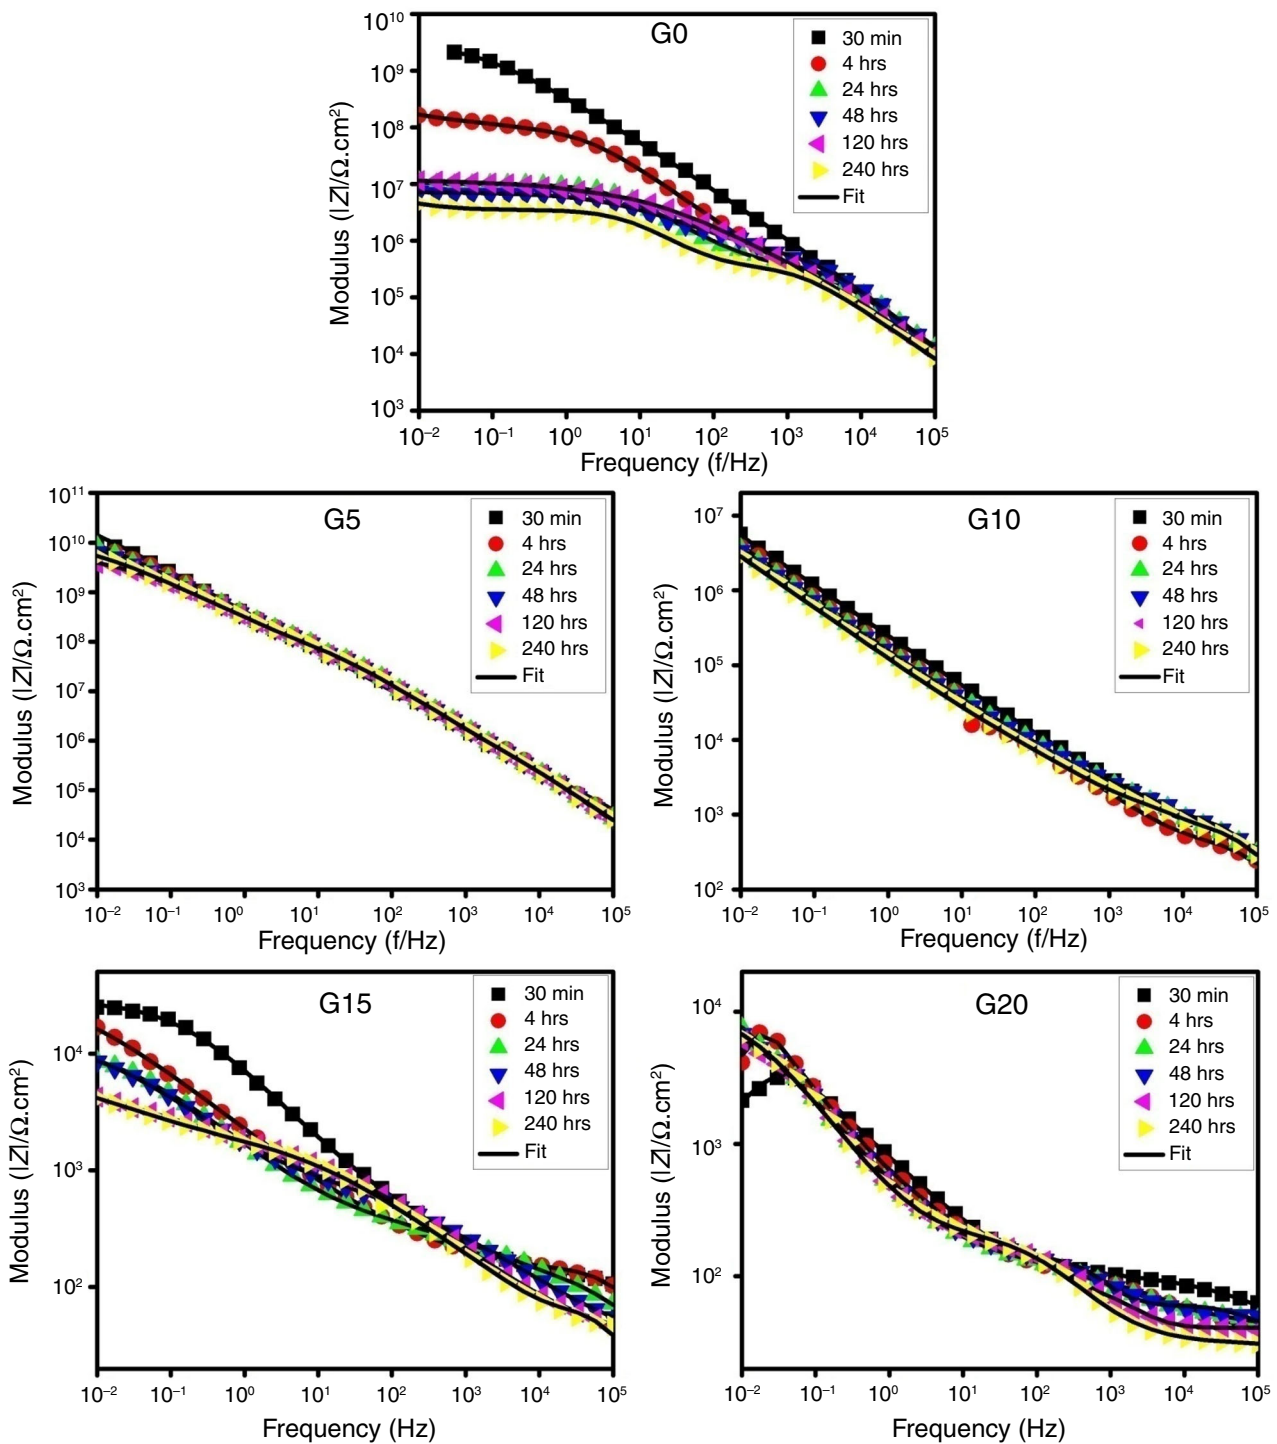 G0
Modulus (|Z|/Ω.cm²)
10¹⁰
10⁹
10⁸
10⁷
10⁶
10⁵
10⁴
10³
30 min
4 hrs
24 hrs
48 hrs
120 hrs
240 hrs
Fit
10⁻² 10⁻¹ 10⁰ 10¹ 10² 10³ 10⁴ 10⁵
Frequency (f/Hz)
G5
Modulus (|Z|/Ω.cm²)
10¹¹
10¹⁰
10⁹
10⁸
10⁷
10⁶
10⁵
10⁴
10³
30 min
4 hrs
24 hrs
48 hrs
120 hrs
240 hrs
Fit
10⁻² 10⁻¹ 10⁰ 10¹ 10² 10³ 10⁴ 10⁵
Frequency (f/Hz)
G10
Modulus (|Z|/Ω.cm²)
10⁷
10⁶
10⁵
10⁴
10³
10²
30 min
4 hrs
24 hrs
48 hrs
120 hrs
240 hrs
Fit
10⁻² 10⁻¹ 10⁰ 10¹ 10² 10³ 10⁴ 10⁵
Frequency (f/Hz)
G15
Modulus (|Z|/Ω.cm²)
10⁴
10³
10²
30 min
4 hrs
24 hrs
48 hrs
120 hrs
240 hrs
Fit
10⁻² 10⁻¹ 10⁰ 10¹ 10² 10³ 10⁴ 10⁵
Frequency (Hz)
G20
Modulus (|Z|/Ω.cm²)
10⁴
10³
10²
30 min
4 hrs
24 hrs
48 hrs
120 hrs
240 hrs
Fit
10⁻² 10⁻¹ 10⁰ 10¹ 10² 10³ 10⁴ 10⁵
Frequency (Hz)